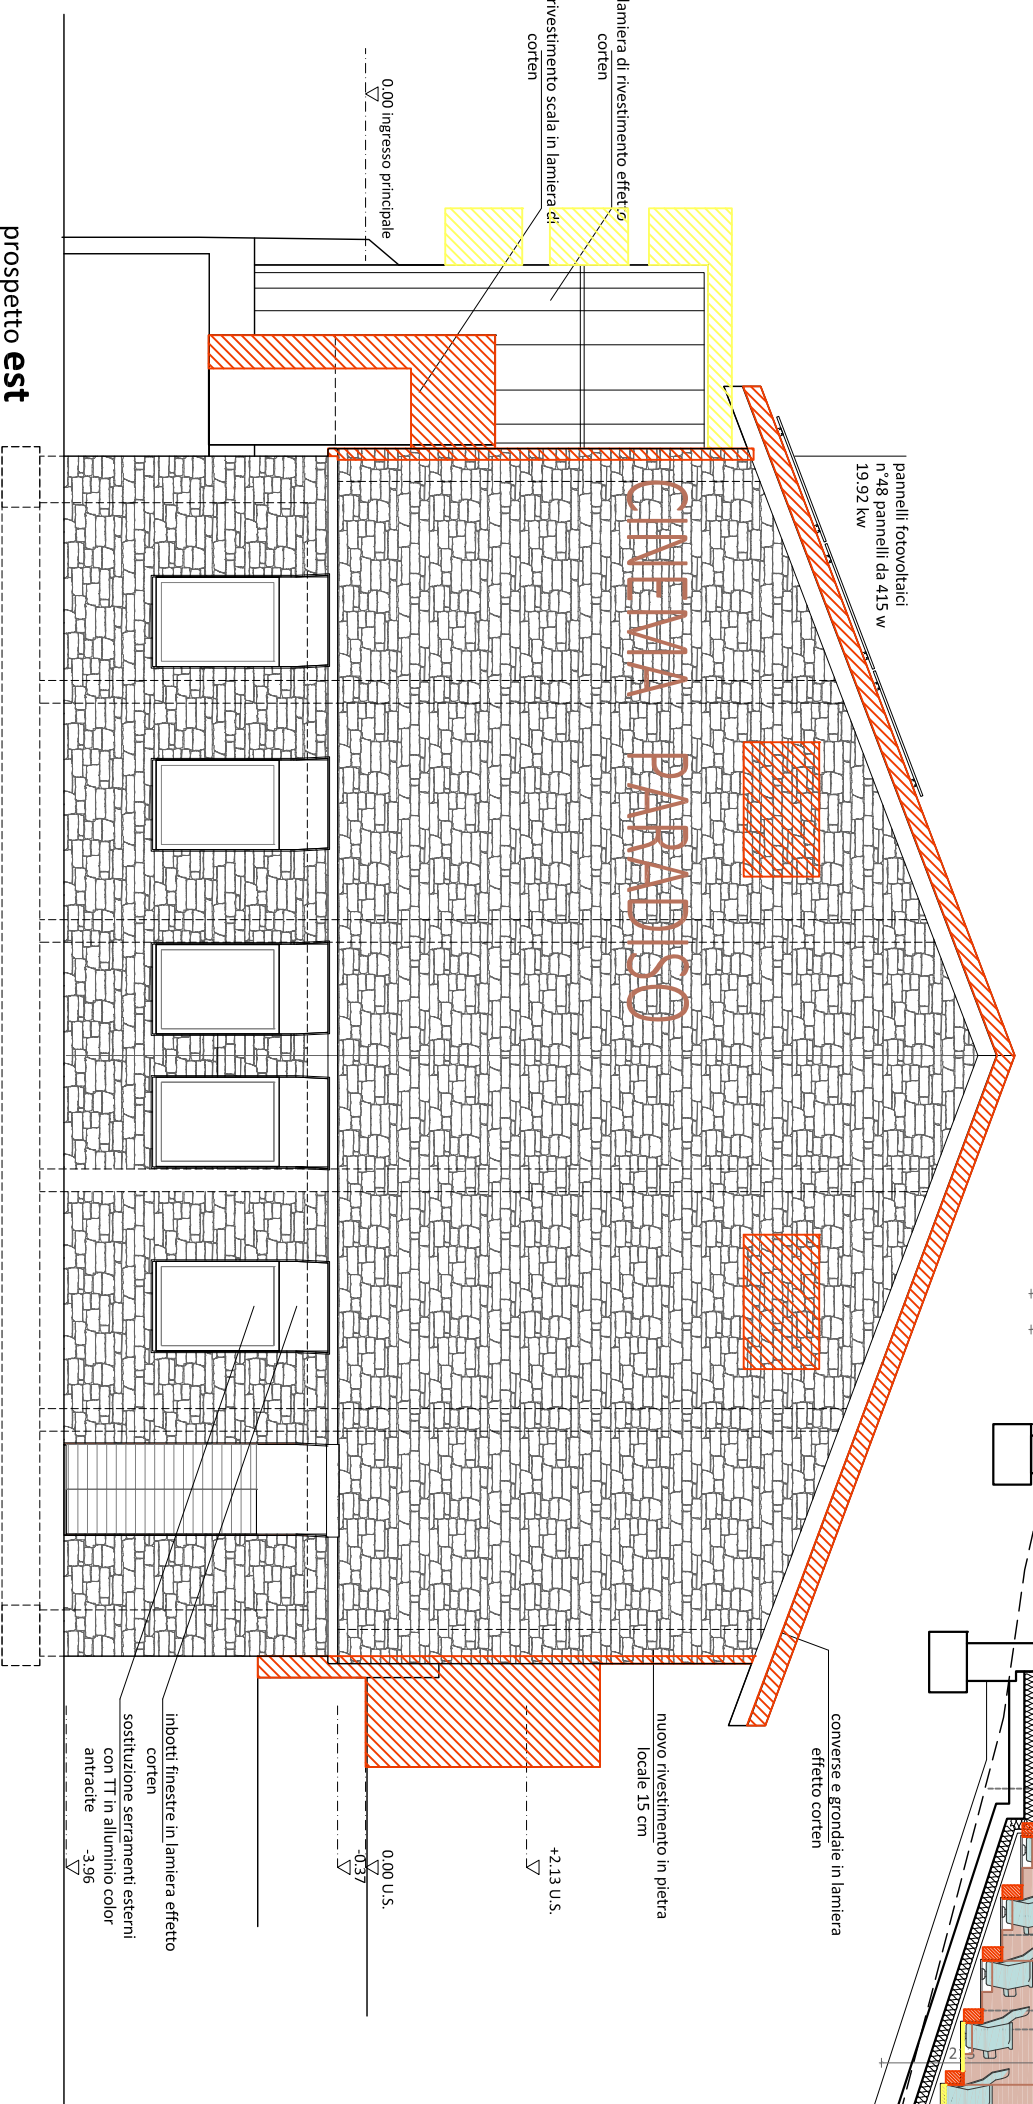 pannelli fotovoltaici
n°48 pannelli da 415 w
19.92 kw
lamiera di rivestimento effetto
corten
rivestimento scala in lamiera di
corten
0.00 ingresso principale
CINEMA PARADISO
converse e grondaie in lamiera
effetto corten
nuovo rivestimento in pietra
locale 15 cm
+2.13 U.S.
0.00 U.S.
-0.37
inbotti finestre in lamiera effetto
corten
sostituzione serramenti esterni
con TT in alluminio color
antracite
-3.96
prospetto est